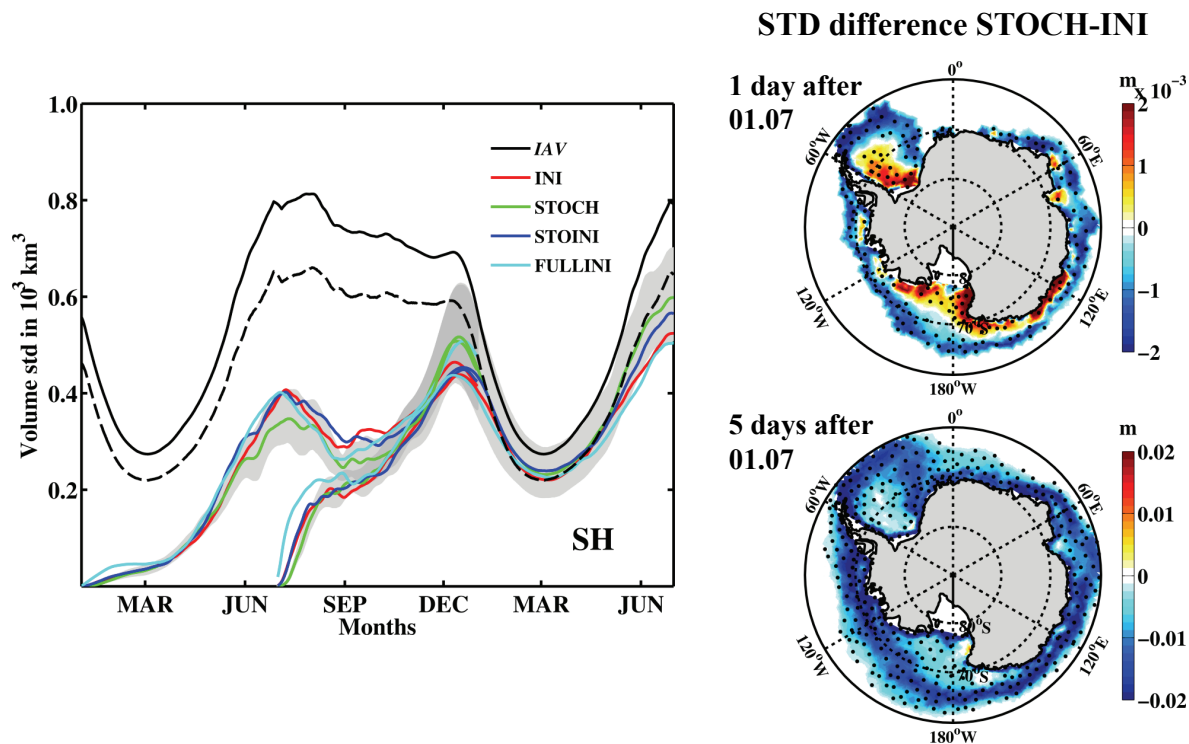 STD difference STOCH-INI
Volume std in 10³ km³
1.0
0.8
0.6
0.4
0.2
IAV
INI
STOCH
STOINI
FULLINI
SH
MAR
JUN
SEP
DEC
MAR
JUN
Months
1 day after
01.07
0°
60°E
120°E
180°W
120°W
60°W
70°S
m
x 10⁻³
2
1
0
−1
−2
5 days after
01.07
0°
60°E
120°E
180°W
120°W
60°W
80°S
70°S
m
0.02
0.01
0
−0.01
−0.02